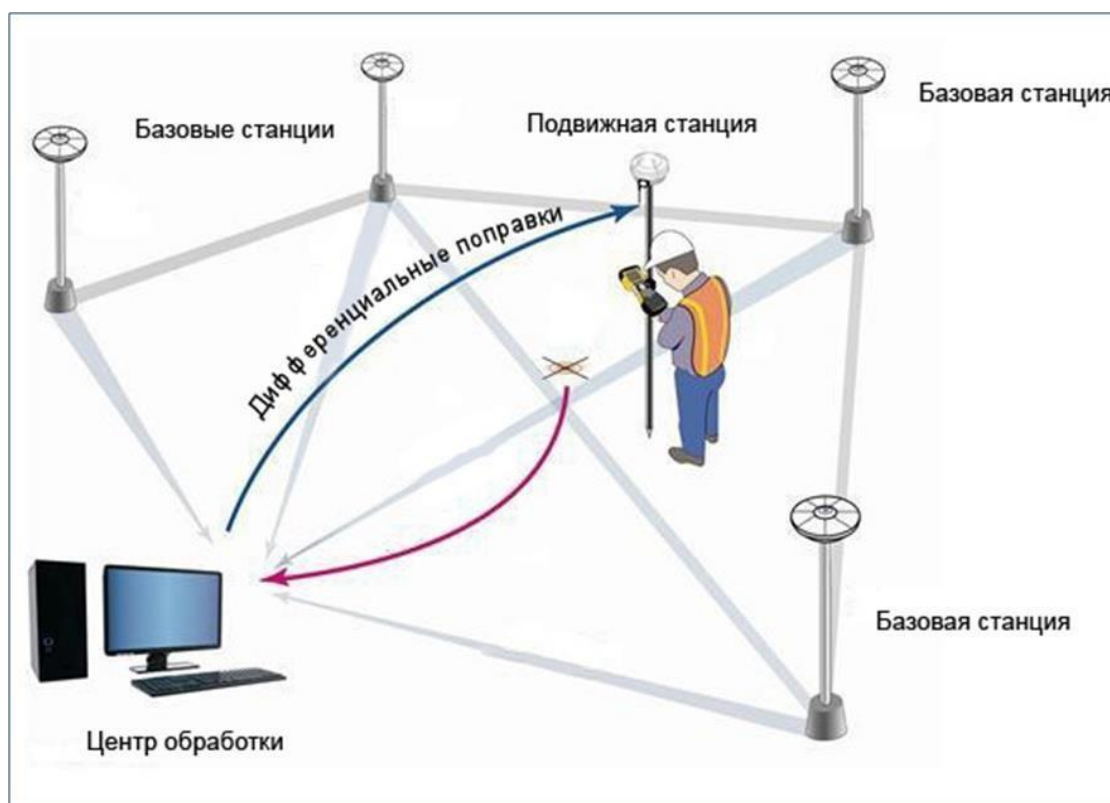 Базовая станция
Базовые станции
Подвижная станция
Дифференциальные поправки
Базовая станция
Центр обработки